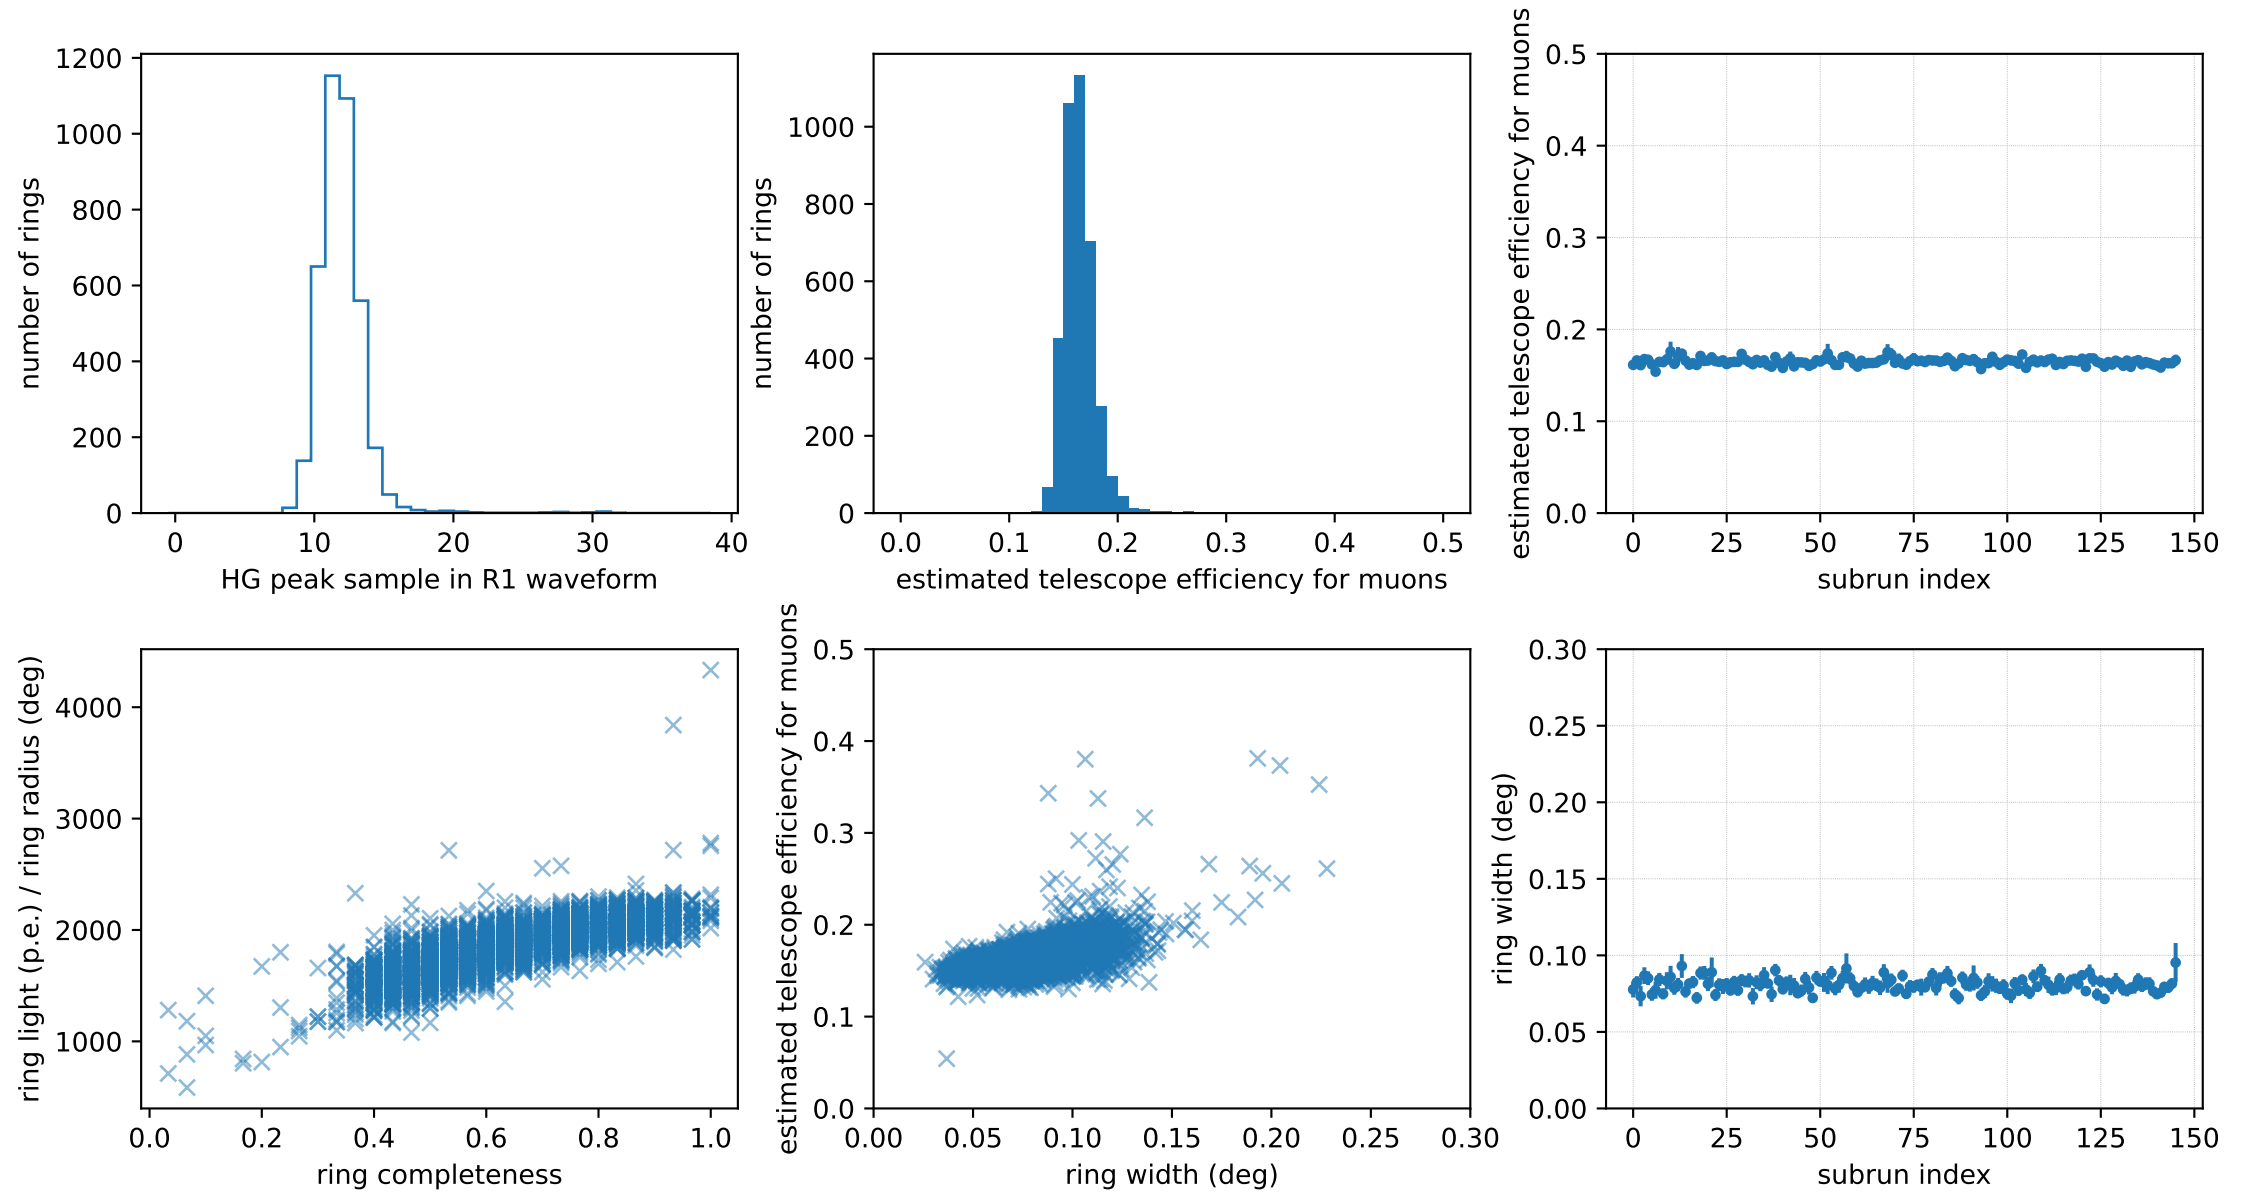 number of rings
1200
1000
800
600
400
200
0
0 10 20 30 40
HG peak sample in R1 waveform
number of rings
1000
800
600
400
200
0
0.0 0.1 0.2 0.3 0.4 0.5
estimated telescope efficiency for muons
estimated telescope efficiency for muons
0.5
0.4
0.3
0.2
0.1
0.0
0 25 50 75 100 125 150
subrun index
ring light (p.e.) / ring radius (deg)
4000
3000
2000
1000
0.0 0.2 0.4 0.6 0.8 1.0
ring completeness
estimated telescope efficiency for muons
0.5
0.4
0.3
0.2
0.1
0.0
0.00 0.05 0.10 0.15 0.20 0.25 0.30
ring width (deg)
ring width (deg)
0.30
0.25
0.20
0.15
0.10
0.05
0.00
0 25 50 75 100 125 150
subrun index